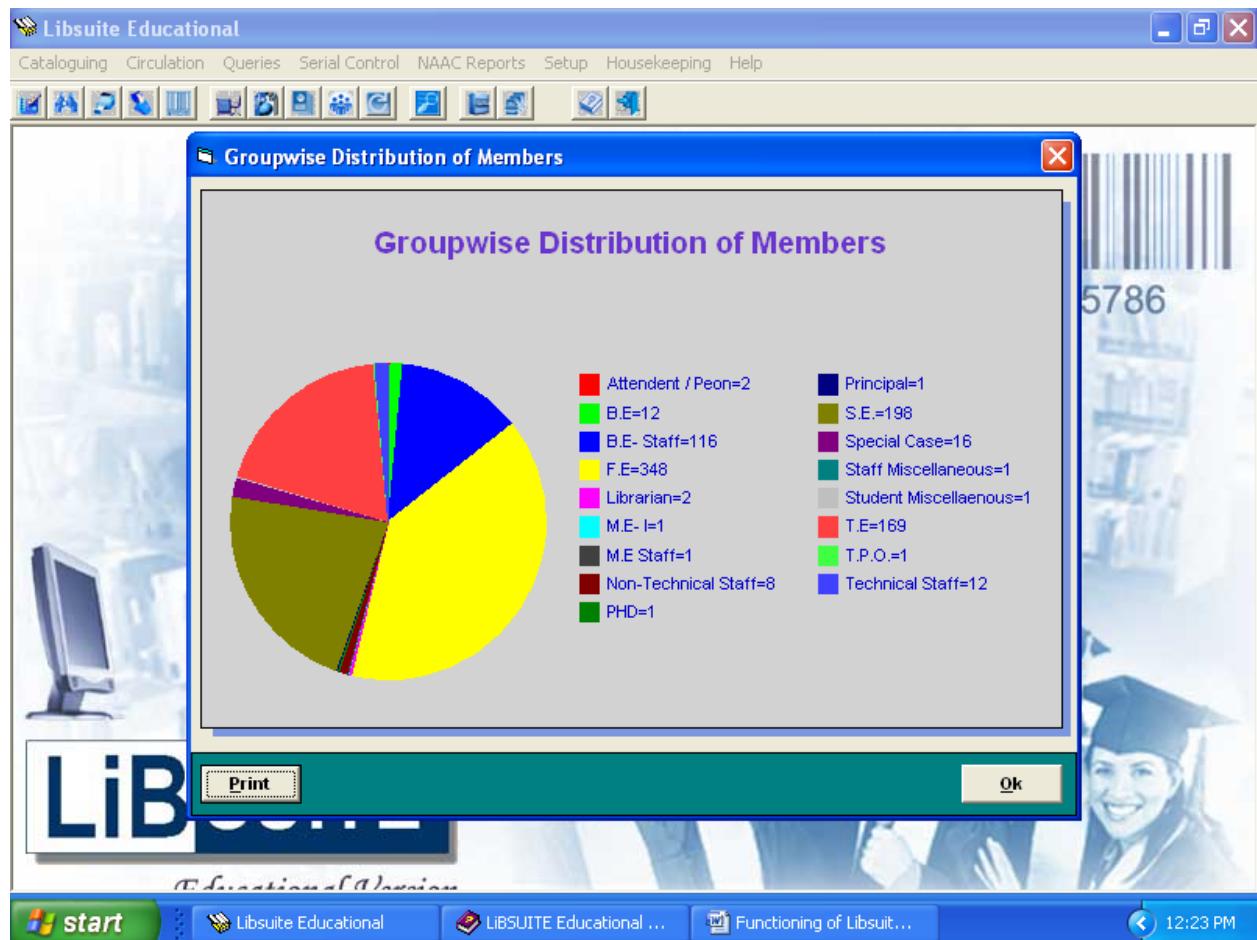 Libsuite Educational
Cataloguing Circulation Queries Serial Control NAAC Reports Setup Housekeeping Help
Groupwise Distribution of Members
Groupwise Distribution of Members
5786
Attendent / Peon=2
B.E=12
B.E- Staff=116
F.E=348
Librarian=2
M.E- I=1
M.E Staff=1
Non-Technical Staff=8
PHD=1
Principal=1
S.E.=198
Special Case=16
Staff Miscellaneous=1
Student Miscellaenous=1
T.E=169
T.P.O.=1
Technical Staff=12
Print Ok
LiB
Educational Version
start Libsuite Educational LiBSUITE Educational ... Functioning of Libsuit... 12:23 PM